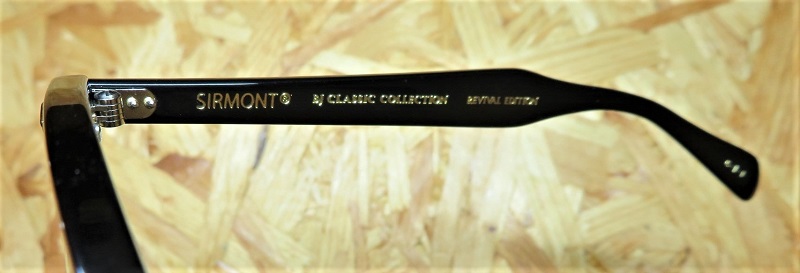 SIRMONT® BJ CLASSIC COLLECTION REVIVAL EDITION